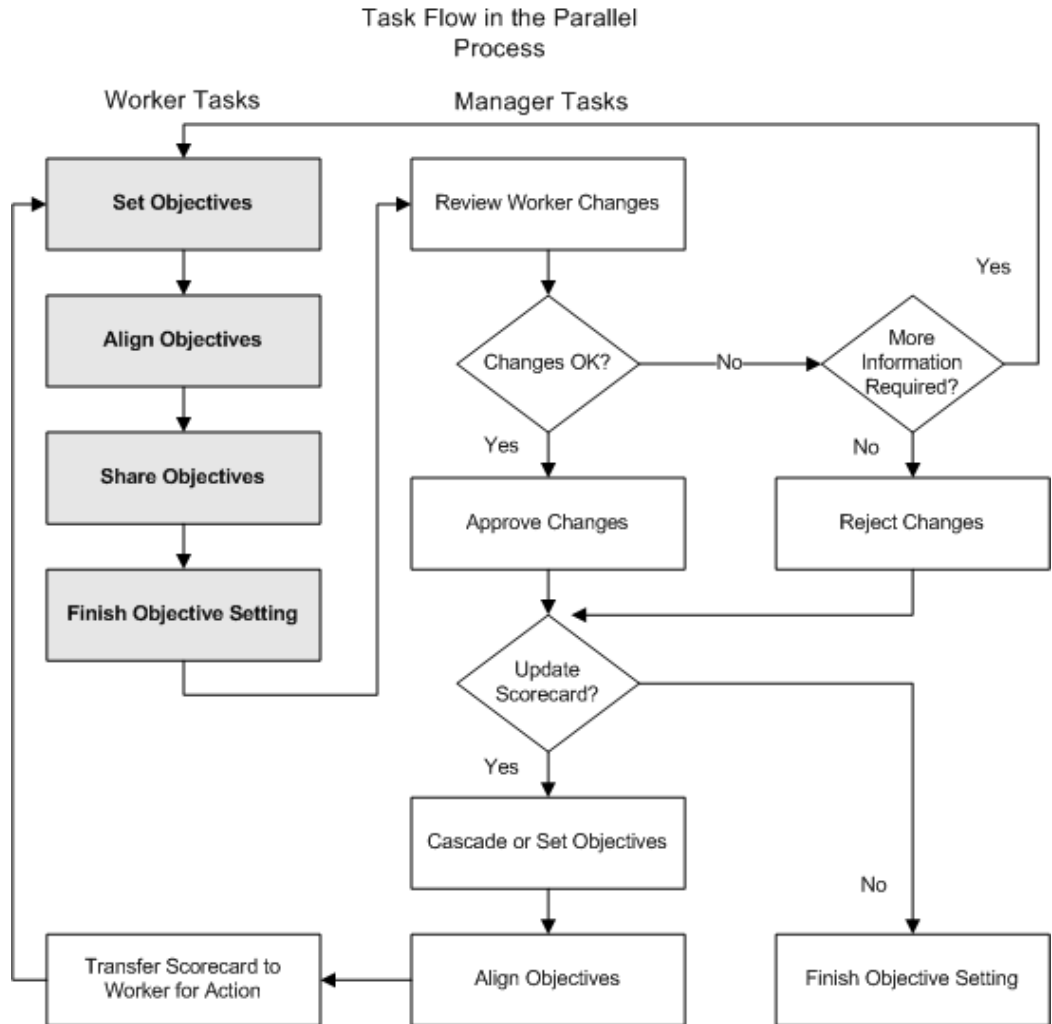 Task Flow in the Parallel
Process
Worker Tasks
Manager Tasks
Set Objectives
Review Worker Changes
Yes
Align Objectives
Changes OK?
No
More
Information
Required?
Yes
No
Share Objectives
Approve Changes
Reject Changes
Finish Objective Setting
Update
Scorecard?
Yes
Cascade or Set Objectives
No
Transfer Scorecard to
Worker for Action
Align Objectives
Finish Objective Setting